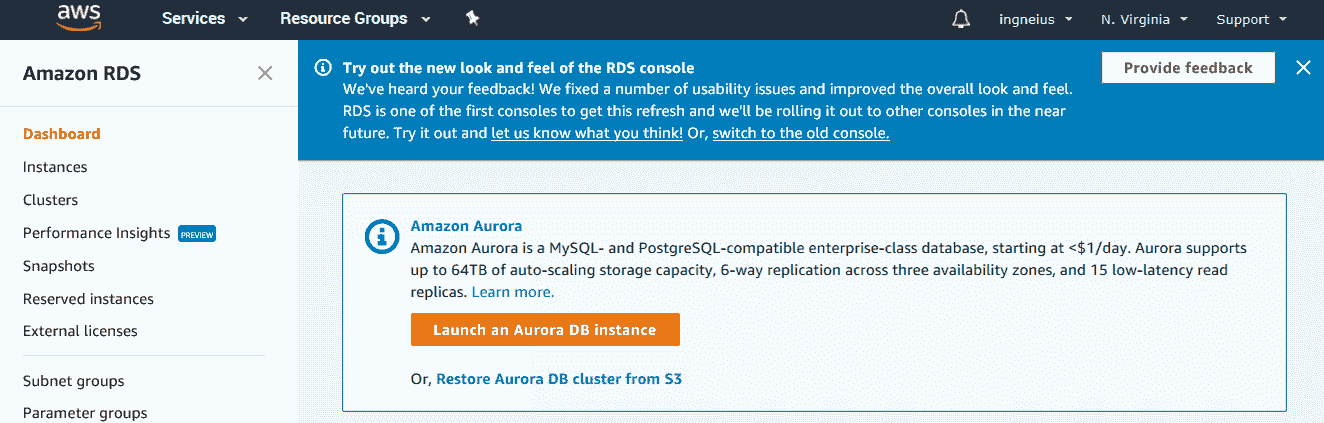 aws
Services
Resource Groups
ingneius
N. Virginia
Support
Amazon RDS
Dashboard
Instances
Clusters
Performance Insights PREVIEW
Snapshots
Reserved instances
External licenses
Subnet groups
Parameter groups
Try out the new look and feel of the RDS console
We've heard your feedback! We fixed a number of usability issues and improved the overall look and feel.
RDS is one of the first consoles to get this refresh and we'll be rolling it out to other consoles in the near
future. Try it out and let us know what you think! Or, switch to the old console.
Provide feedback
Amazon Aurora
Amazon Aurora is a MySQL- and PostgreSQL-compatible enterprise-class database, starting at <$1/day. Aurora supports
up to 64TB of auto-scaling storage capacity, 6-way replication across three availability zones, and 15 low-latency read
replicas. Learn more.
Launch an Aurora DB instance
Or, Restore Aurora DB cluster from S3